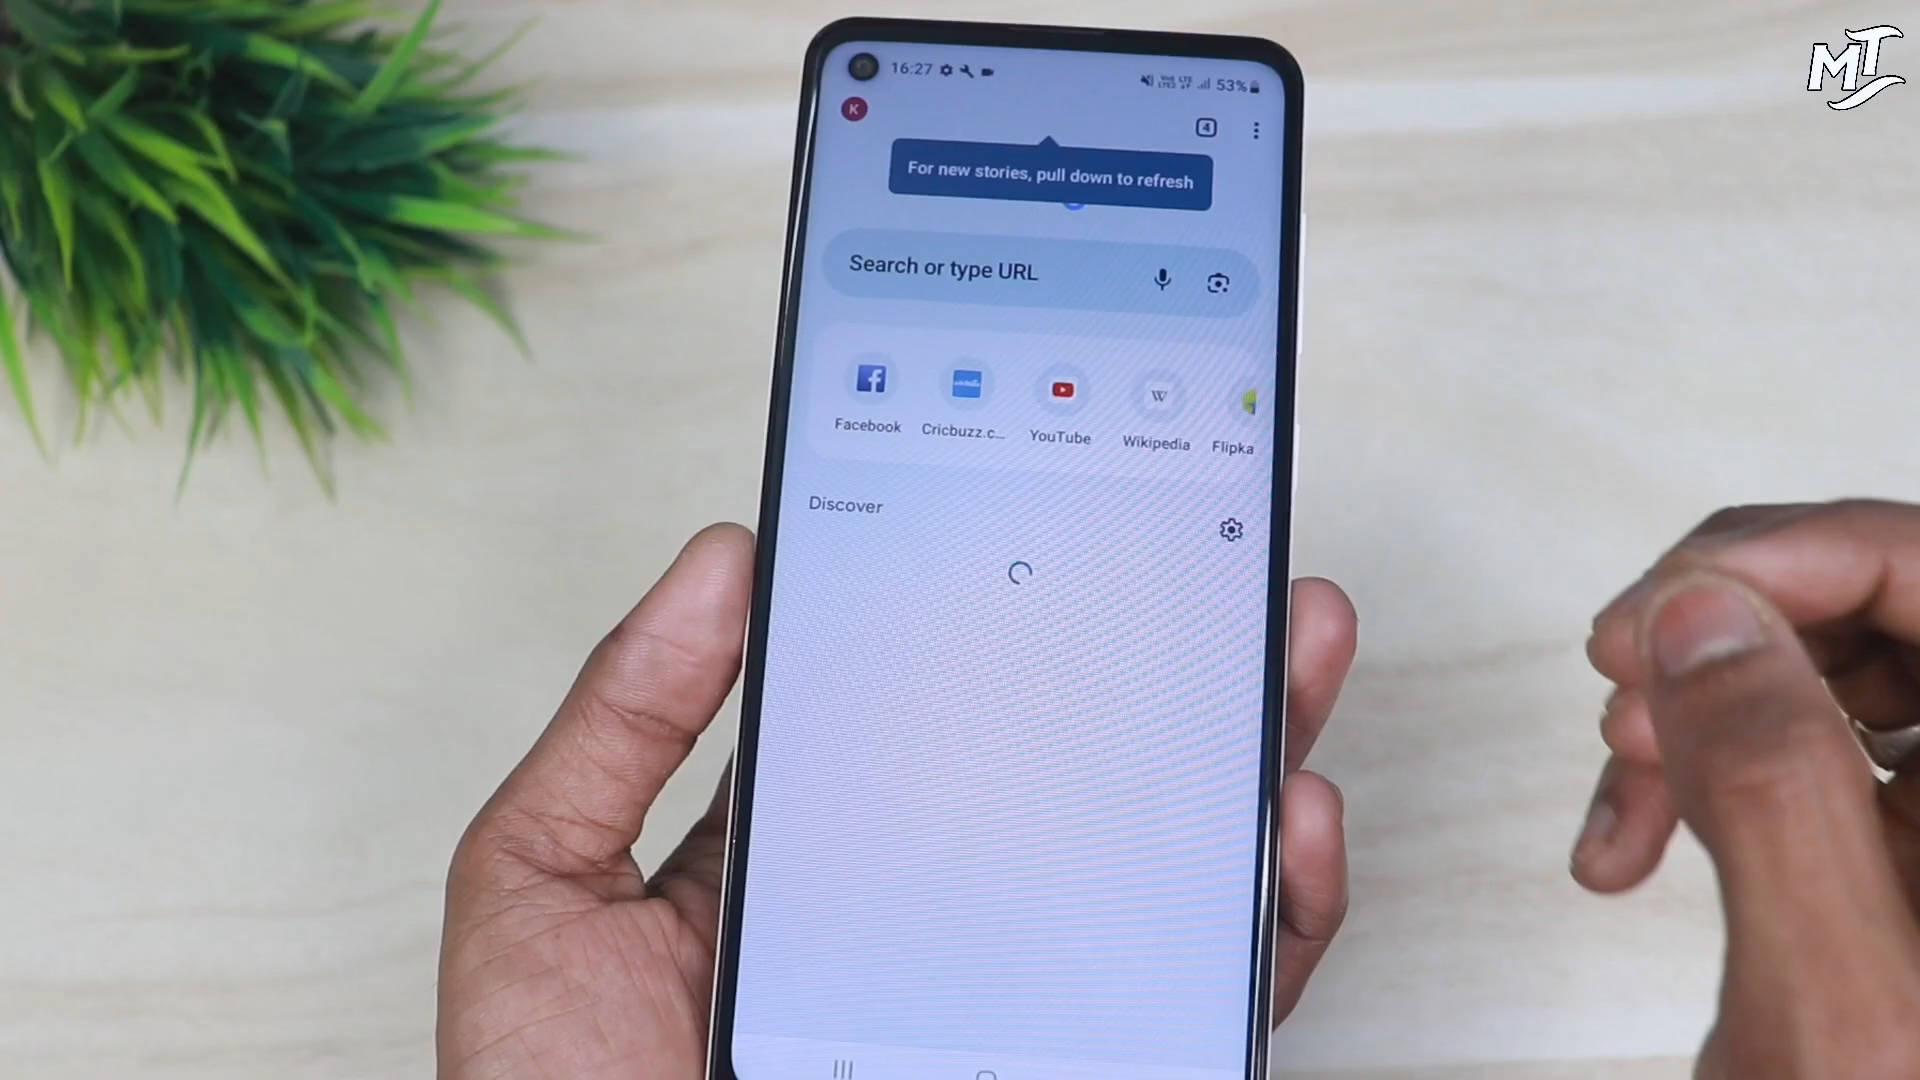 MT
16:27
53%
K
4
For new stories, pull down to refresh
Search or type URL
Facebook
Cricbuzz.c...
YouTube
W
Wikipedia
Flipka
Discover